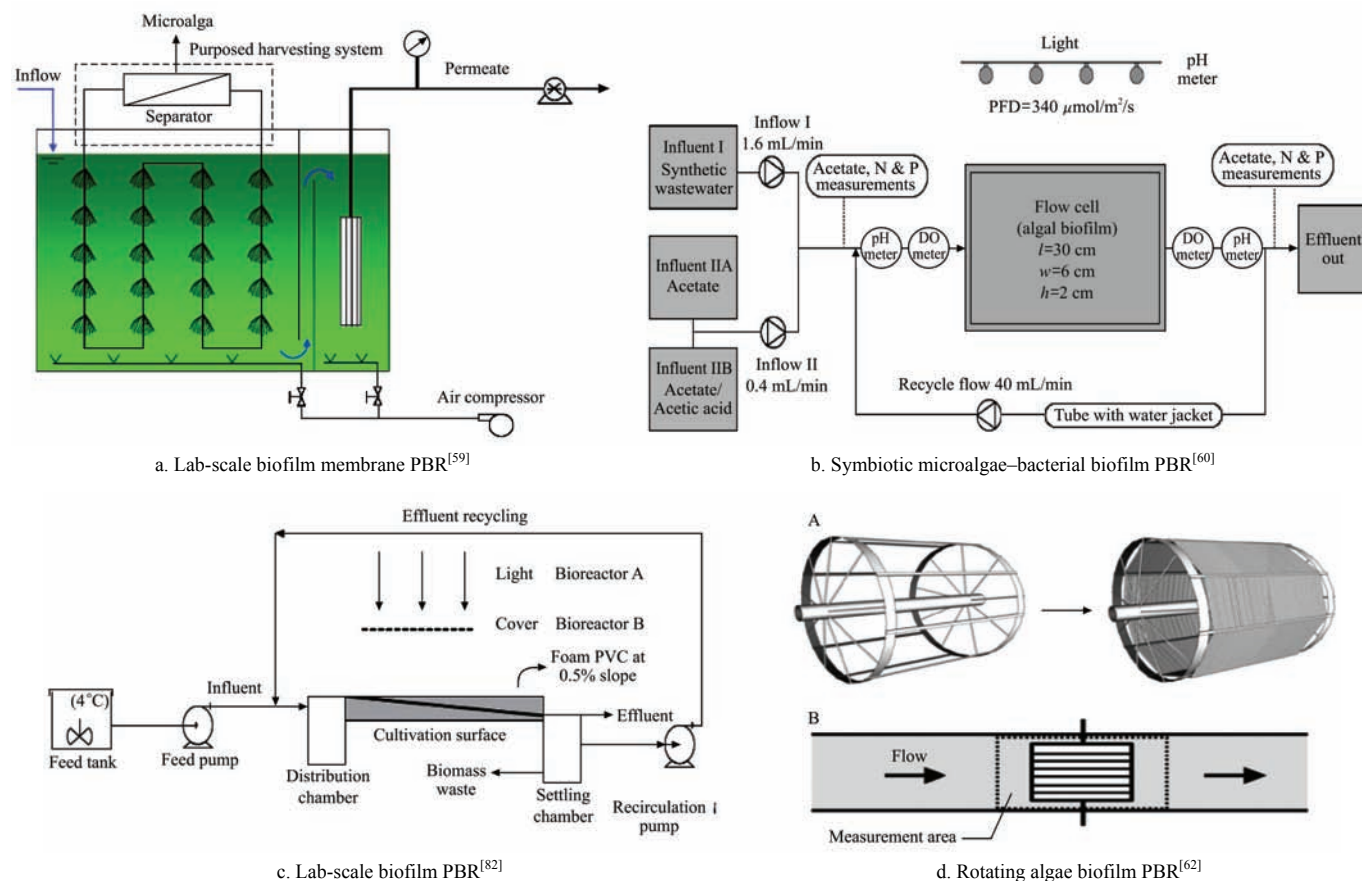 Microalga
Purposed harvesting system
Inflow
Separator
Permeate
Air compressor
a. Lab-scale biofilm membrane PBR[59]
Light
pH
meter
PFD=340 μmol/m²/s
Influent I
Synthetic
wastewater
Inflow I
1.6 mL/min
Acetate, N & P
measurements
Influent IIA
Acetate
Influent IIB
Acetate/
Acetic acid
Inflow II
0.4 mL/min
pH
meter
DO
meter
Flow cell
(algal biofilm)
l=30 cm
w=6 cm
h=2 cm
DO
meter
pH
meter
Acetate, N & P
measurements
Effluent
out
Recycle flow 40 mL/min
Tube with water jacket
b. Symbiotic microalgae–bacterial biofilm PBR[60]
Effluent recycling
Light Bioreactor A
Cover Bioreactor B
Foam PVC at
0.5% slope
(4°C)
Influent
Feed tank
Feed pump
Distribution
chamber
Cultivation surface
Effluent
Biomass
waste
Settling
chamber
Recirculation
pump
c. Lab-scale biofilm PBR[82]
A
B
Flow
Measurement area
d. Rotating algae biofilm PBR[62]